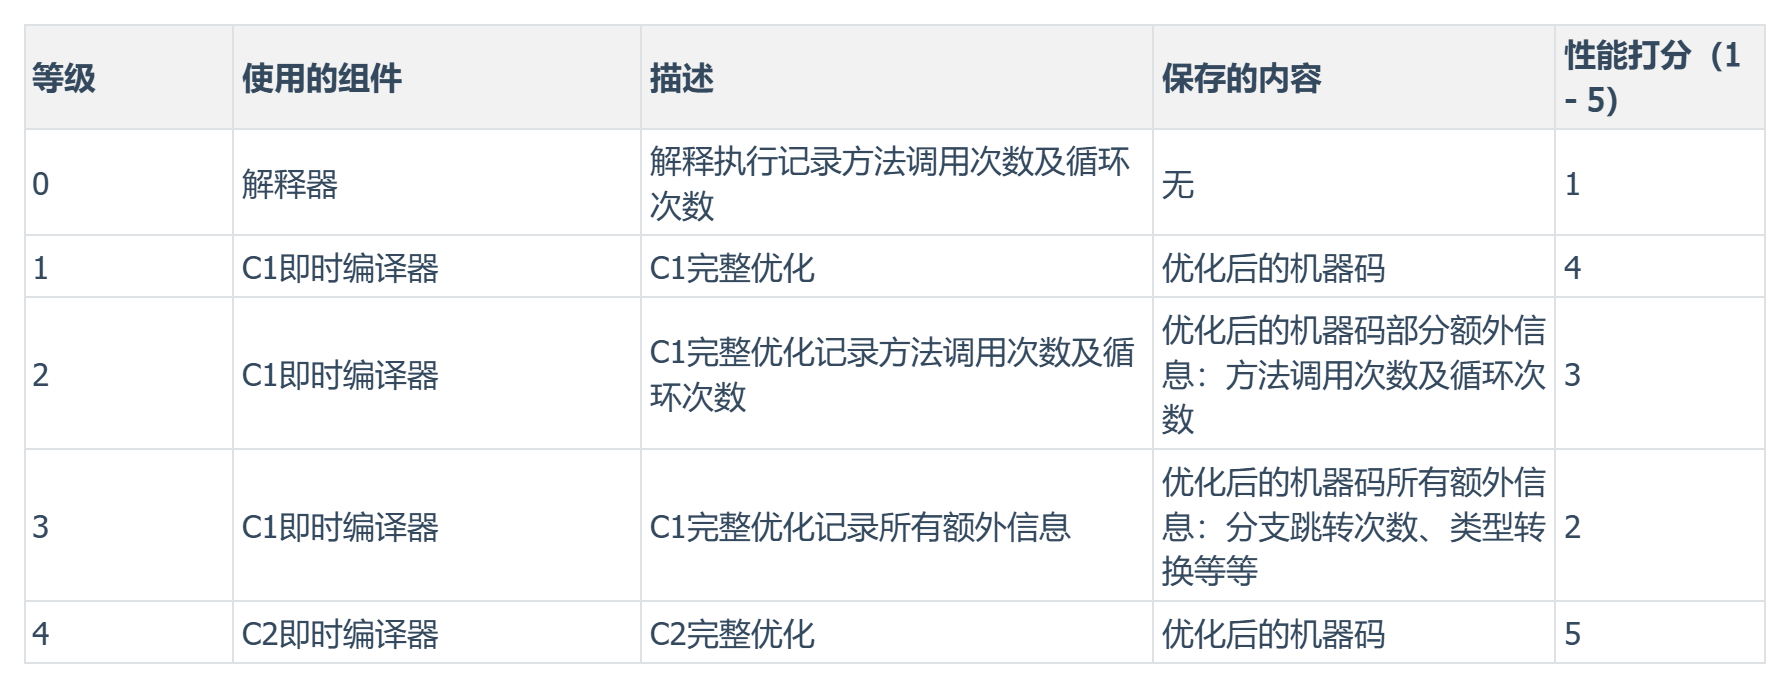 等级
使用的组件
描述
保存的内容
性能打分（1
- 5)
0
解释器
解释执行记录方法调用次数及循环
次数
无
1
1
C1即时编译器
C1完整优化
优化后的机器码
4
2
C1即时编译器
C1完整优化记录方法调用次数及循
环次数
优化后的机器码部分额外信
息：方法调用次数及循环次
数
3
3
C1即时编译器
C1完整优化记录所有额外信息
优化后的机器码所有额外信
息：分支跳转次数、类型转
换等等
2
4
C2即时编译器
C2完整优化
优化后的机器码
5